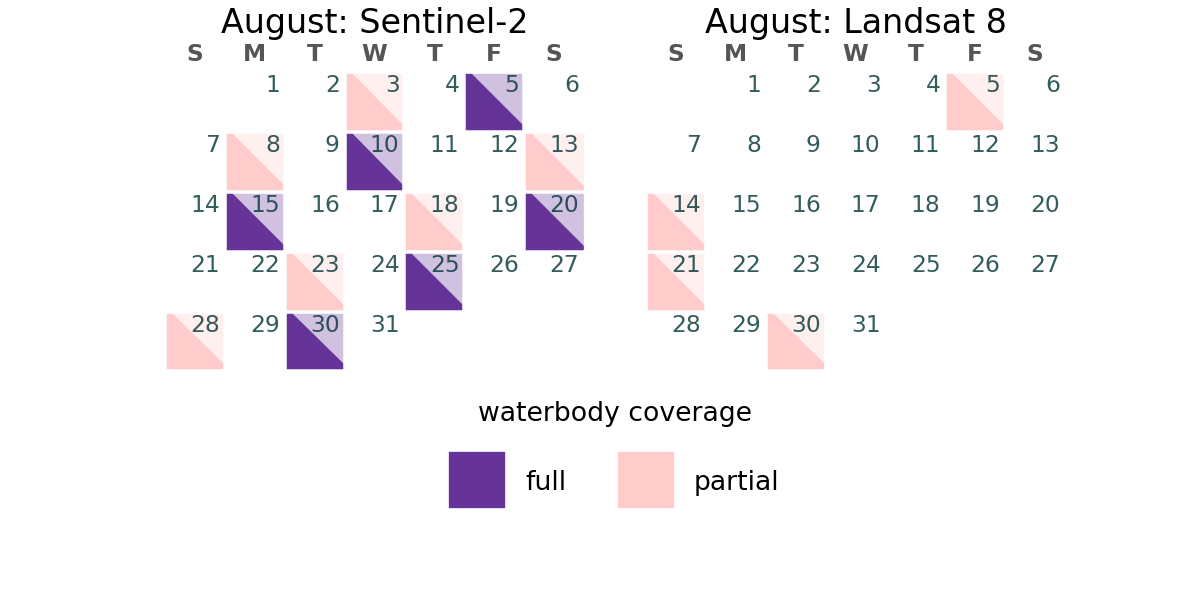 August: Sentinel-2
S M T W T F S
1 2 3 4 5 6
7 8 9 10 11 12 13
14 15 16 17 18 19 20
21 22 23 24 25 26 27
28 29 30 31
August: Landsat 8
S M T W T F S
1 2 3 4 5 6
7 8 9 10 11 12 13
14 15 16 17 18 19 20
21 22 23 24 25 26 27
28 29 30 31
waterbody coverage
full
partial